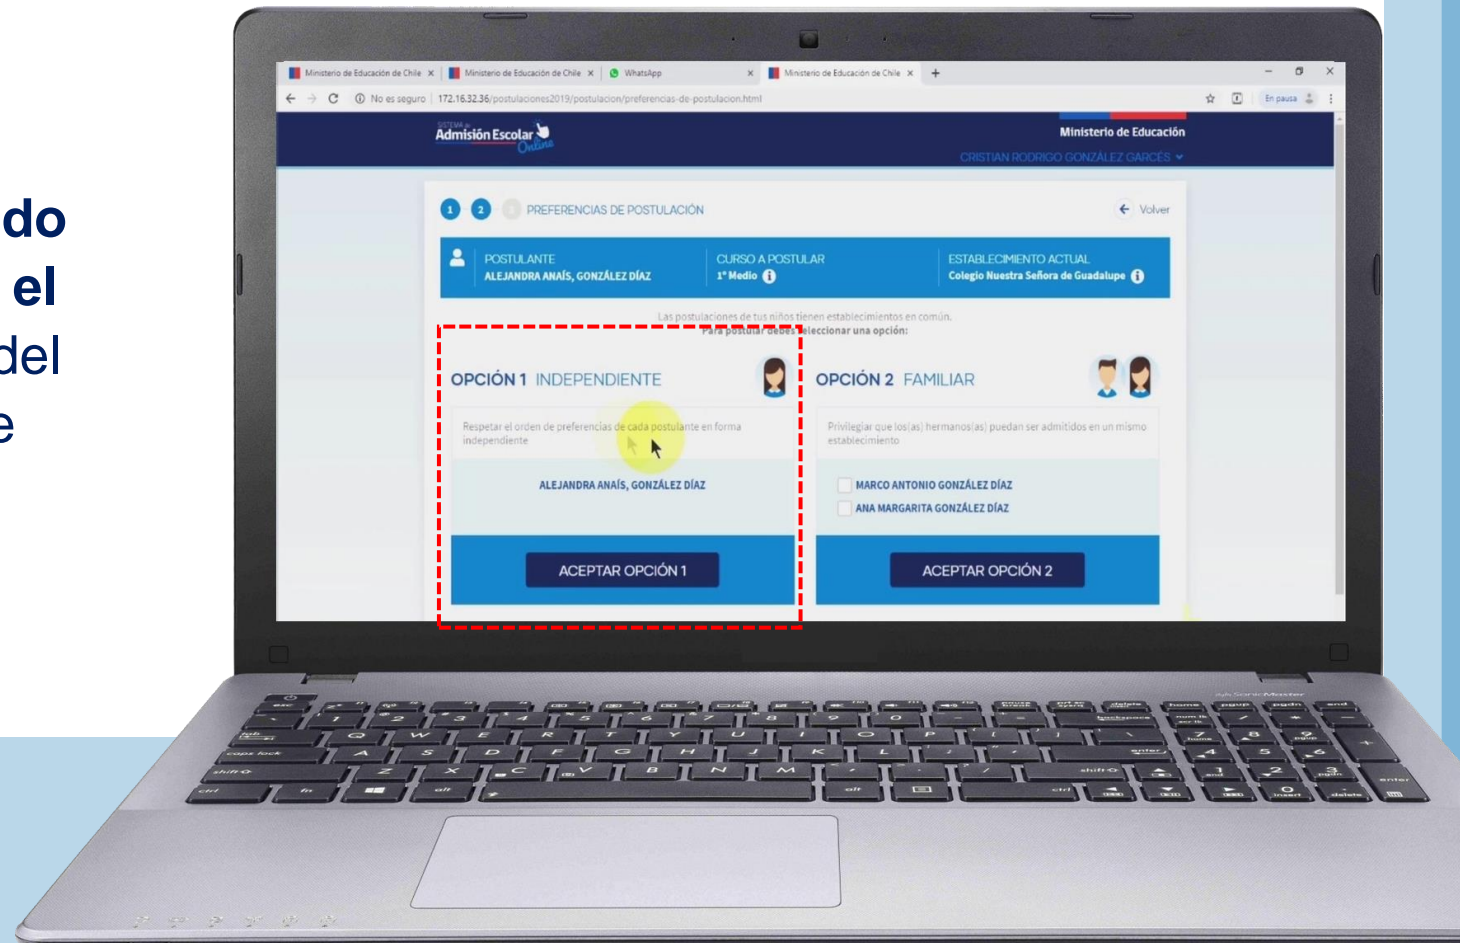 do
el
del
e
Ministerio de Educación de Chile
Ministerio de Educación de Chile
WhatsApp
Ministerio de Educación de Chile
No es seguro 172.16.32.36/postulaciones2019/postulacion/preferencias-de-postulacion.html
En pausa
SISTEMA de
Admisión Escolar
Online
Ministerio de Educación
CRISTIAN RODRIGO GONZÁLEZ GARCÉS
1 2 3 PREFERENCIAS DE POSTULACIÓN
Volver
POSTULANTE
ALEJANDRA ANAÍS, GONZÁLEZ DÍAZ
CURSO A POSTULAR
1° Medio
ESTABLECIMIENTO ACTUAL
Colegio Nuestra Señora de Guadalupe
Las postulaciones de tus niños tienen establecimientos en común.
Para postular debes seleccionar una opción:
OPCIÓN 1 INDEPENDIENTE
Respetar el orden de preferencias de cada postulante en forma
independiente
ALEJANDRA ANAÍS, GONZÁLEZ DÍAZ
ACEPTAR OPCIÓN 1
OPCIÓN 2 FAMILIAR
Privilegiar que los(as) hermanos(as) puedan ser admitidos en un mismo
establecimiento
MARCO ANTONIO GONZÁLEZ DÍAZ
ANA MARGARITA GONZÁLEZ DÍAZ
ACEPTAR OPCIÓN 2